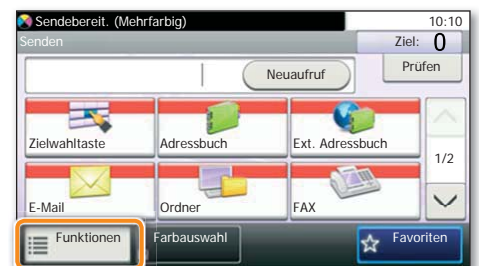 Sendebereit. (Mehrfarbig) 10:10
Senden Ziel: 0
Neuaufruf Prüfen
Zielwahltaste Adressbuch Ext. Adressbuch
1/2
E-Mail Ordner FAX
Funktionen Farbauswahl Favoriten